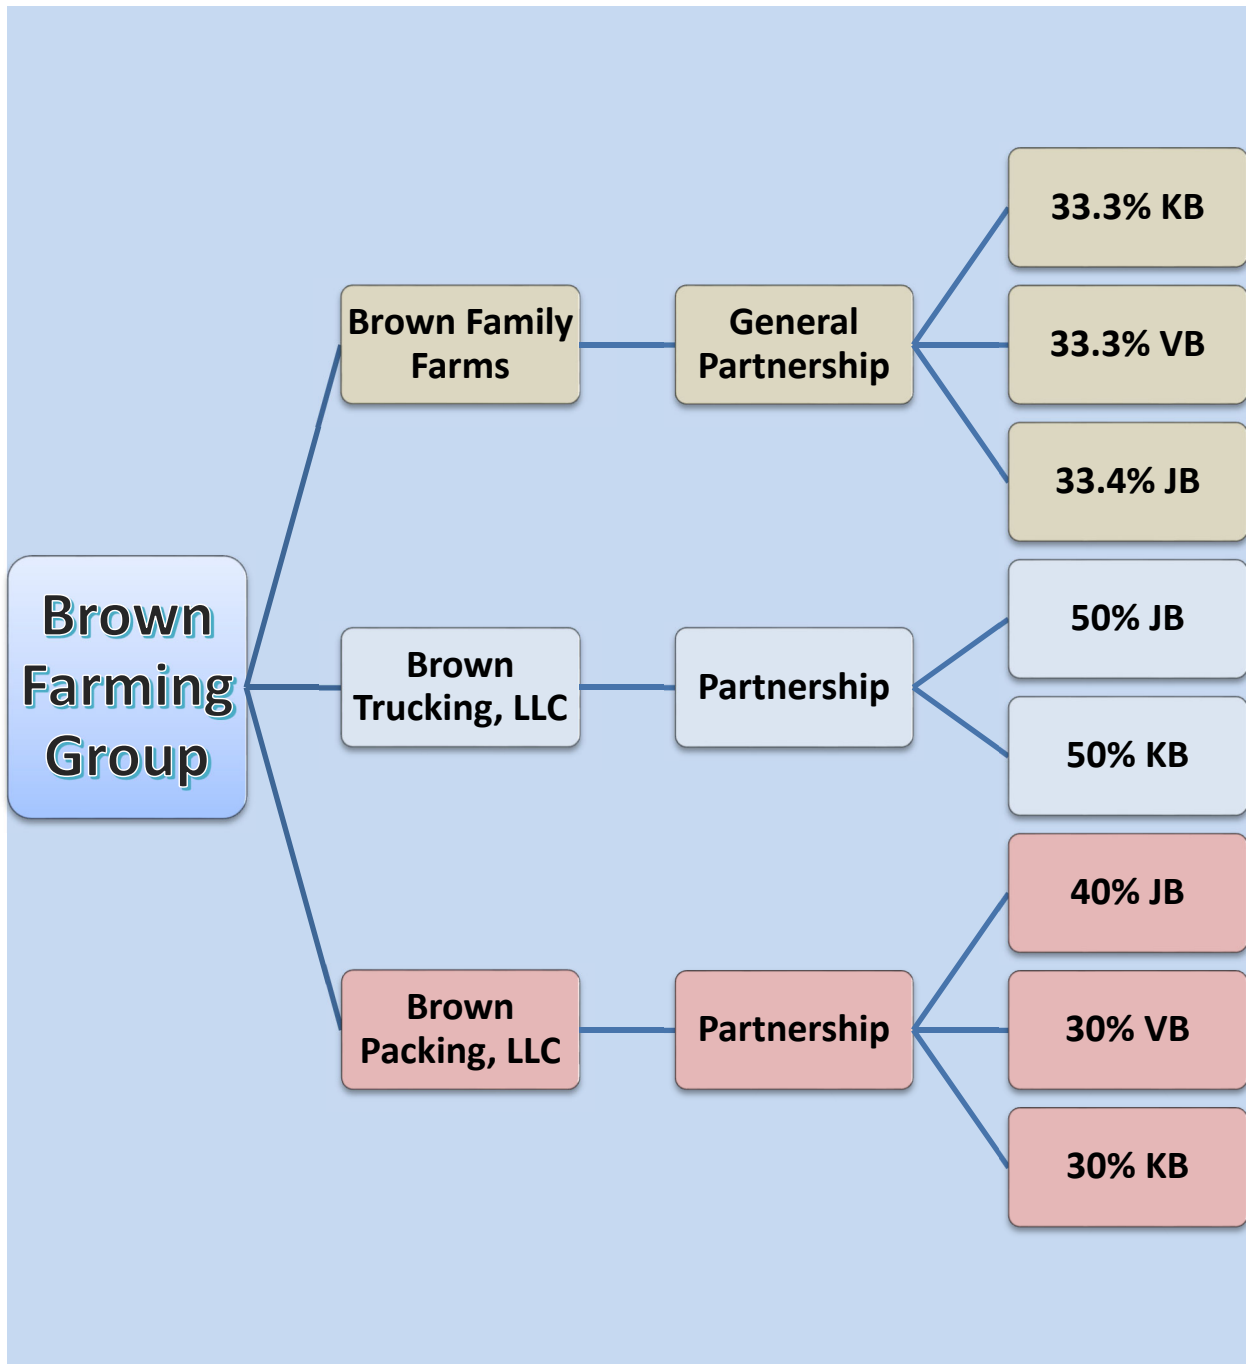 Brown
Farming
Group
Brown Family
Farms
General
Partnership
33.3% KB
33.3% VB
33.4% JB
Brown
Trucking, LLC
Partnership
50% JB
50% KB
Brown
Packing, LLC
Partnership
40% JB
30% VB
30% KB